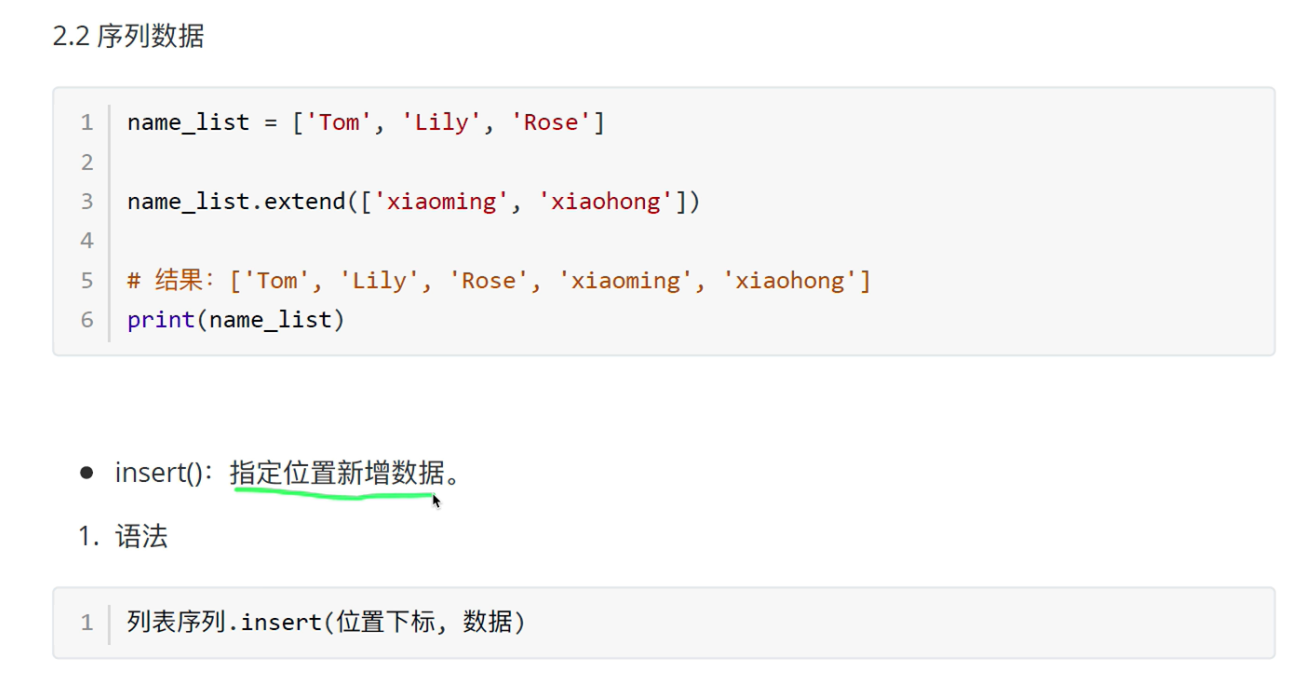 2.2 序列数据
1 name_list = ['Tom', 'Lily', 'Rose']
2
3 name_list.extend(['xiaoming', 'xiaohong'])
4
5 # 结果：['Tom', 'Lily', 'Rose', 'xiaoming', 'xiaohong']
6 print(name_list)
• insert()：指定位置新增数据。
1. 语法
1 列表序列.insert(位置下标, 数据)